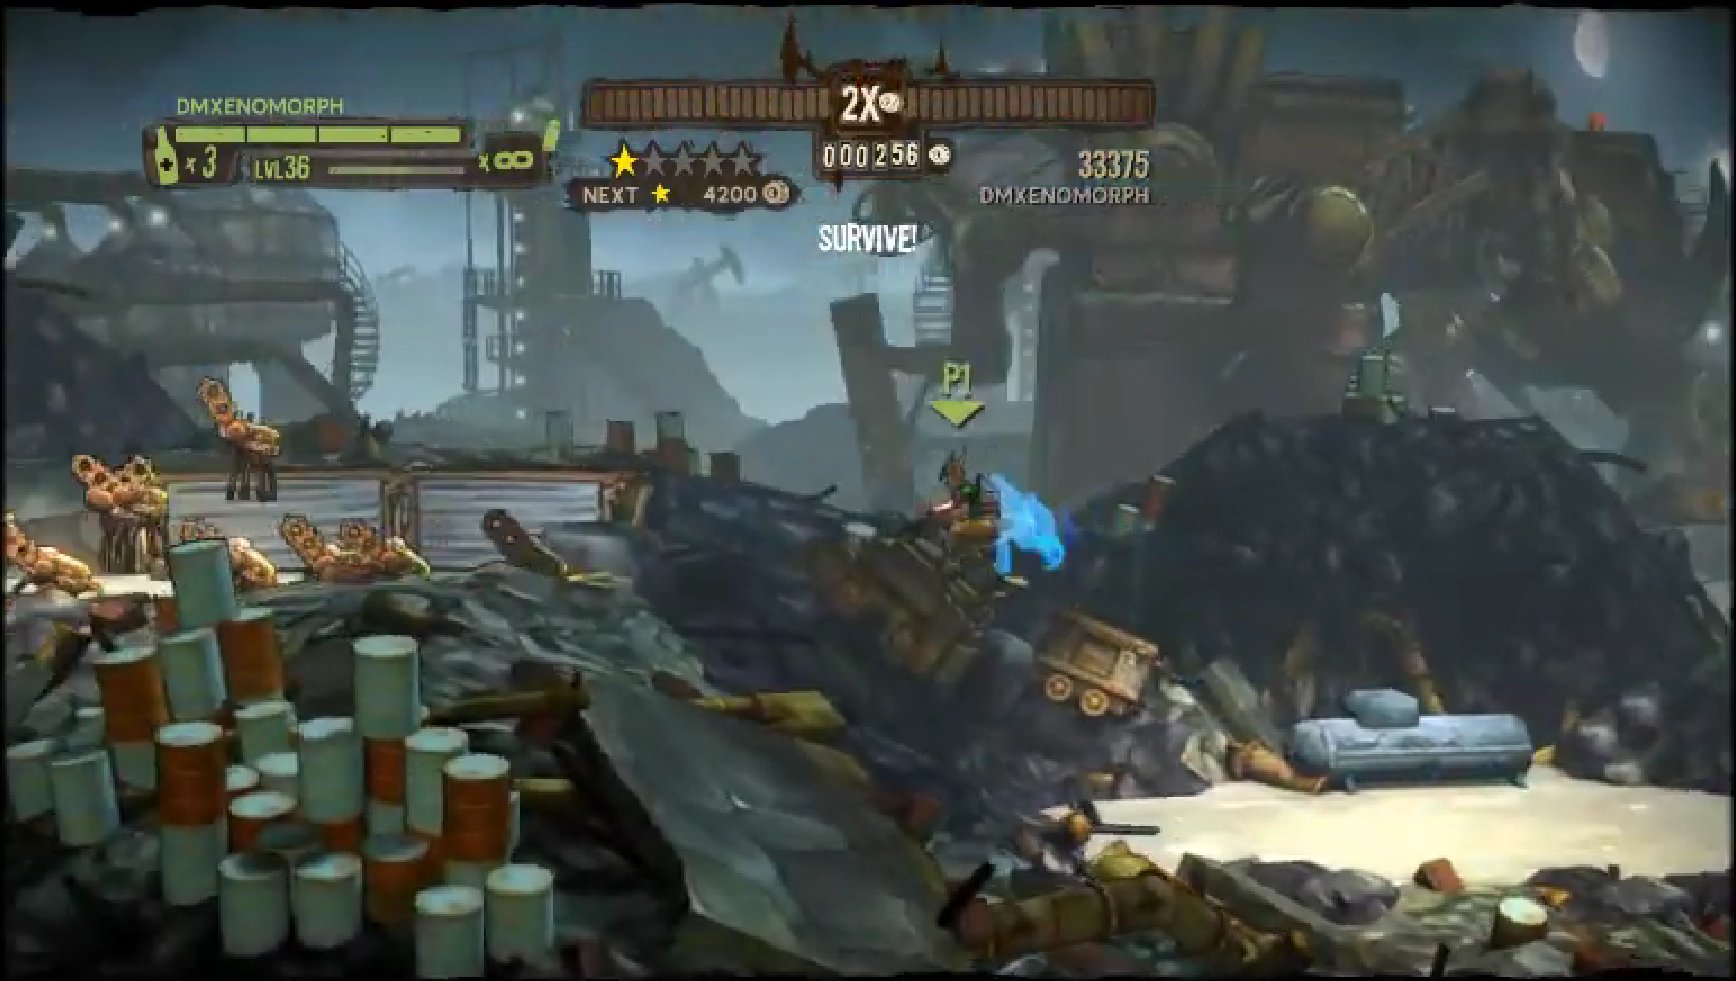 DMXENOMORPH
x 3
LVL36
x ∞
2X
000256
NEXT 4200
33375
DMXENOMORPH
SURVIVE!
P1